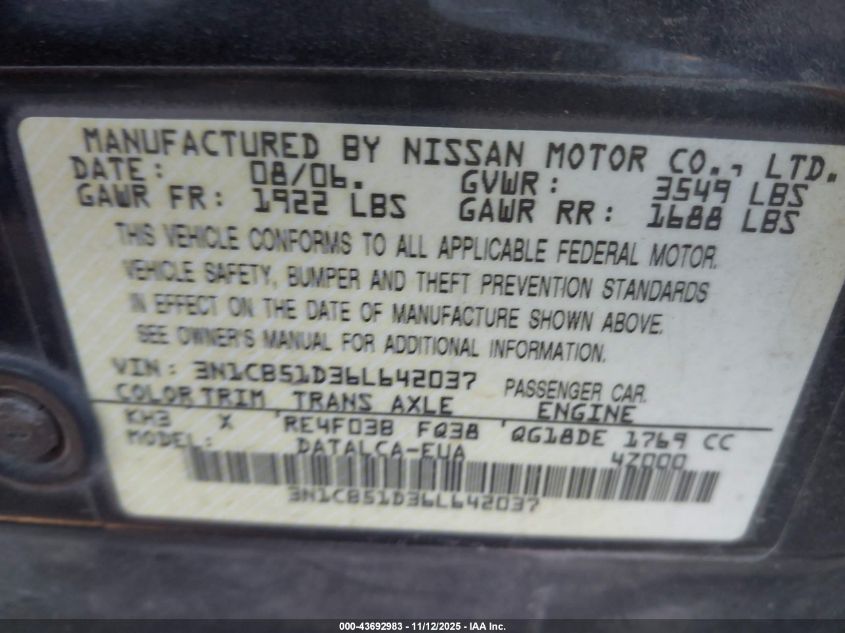 MANUFACTURED BY NISSAN MOTOR CO., LTD.
DATE: 08/06. GVWR: 3549 LBS
GAWR FR: 1922 LBS GAWR RR: 1688 LBS
THIS VEHICLE CONFORMS TO ALL APPLICABLE FEDERAL MOTOR
VEHICLE SAFETY, BUMPER AND THEFT PREVENTION STANDARDS
IN EFFECT ON THE DATE OF MANUFACTURE SHOWN ABOVE.
SEE OWNER'S MANUAL FOR ADDITIONAL INFORMATION.
VIN: 3N1CB51D36L642037 PASSENGER CAR
COLOR TRIM TRANS AXLE ENGINE
KH3 X 'RE4F03B FQ38 'QG18DE 1769 CC
MODEL: DATALCA-EUA 4Z000
3N1CB51D36L642037
000-43692983 - 11/12/2025 - IAA Inc.